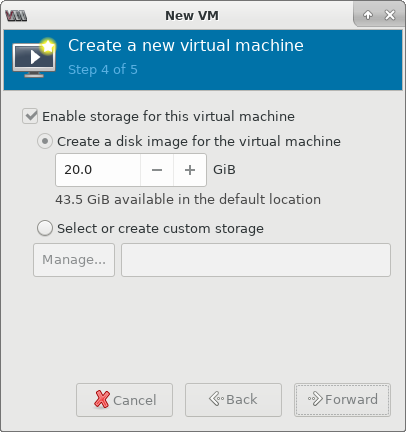 New VM
Create a new virtual machine
Step 4 of 5
Enable storage for this virtual machine
Create a disk image for the virtual machine
20.0 GiB
43.5 GiB available in the default location
Select or create custom storage
Manage...
Cancel Back Forward